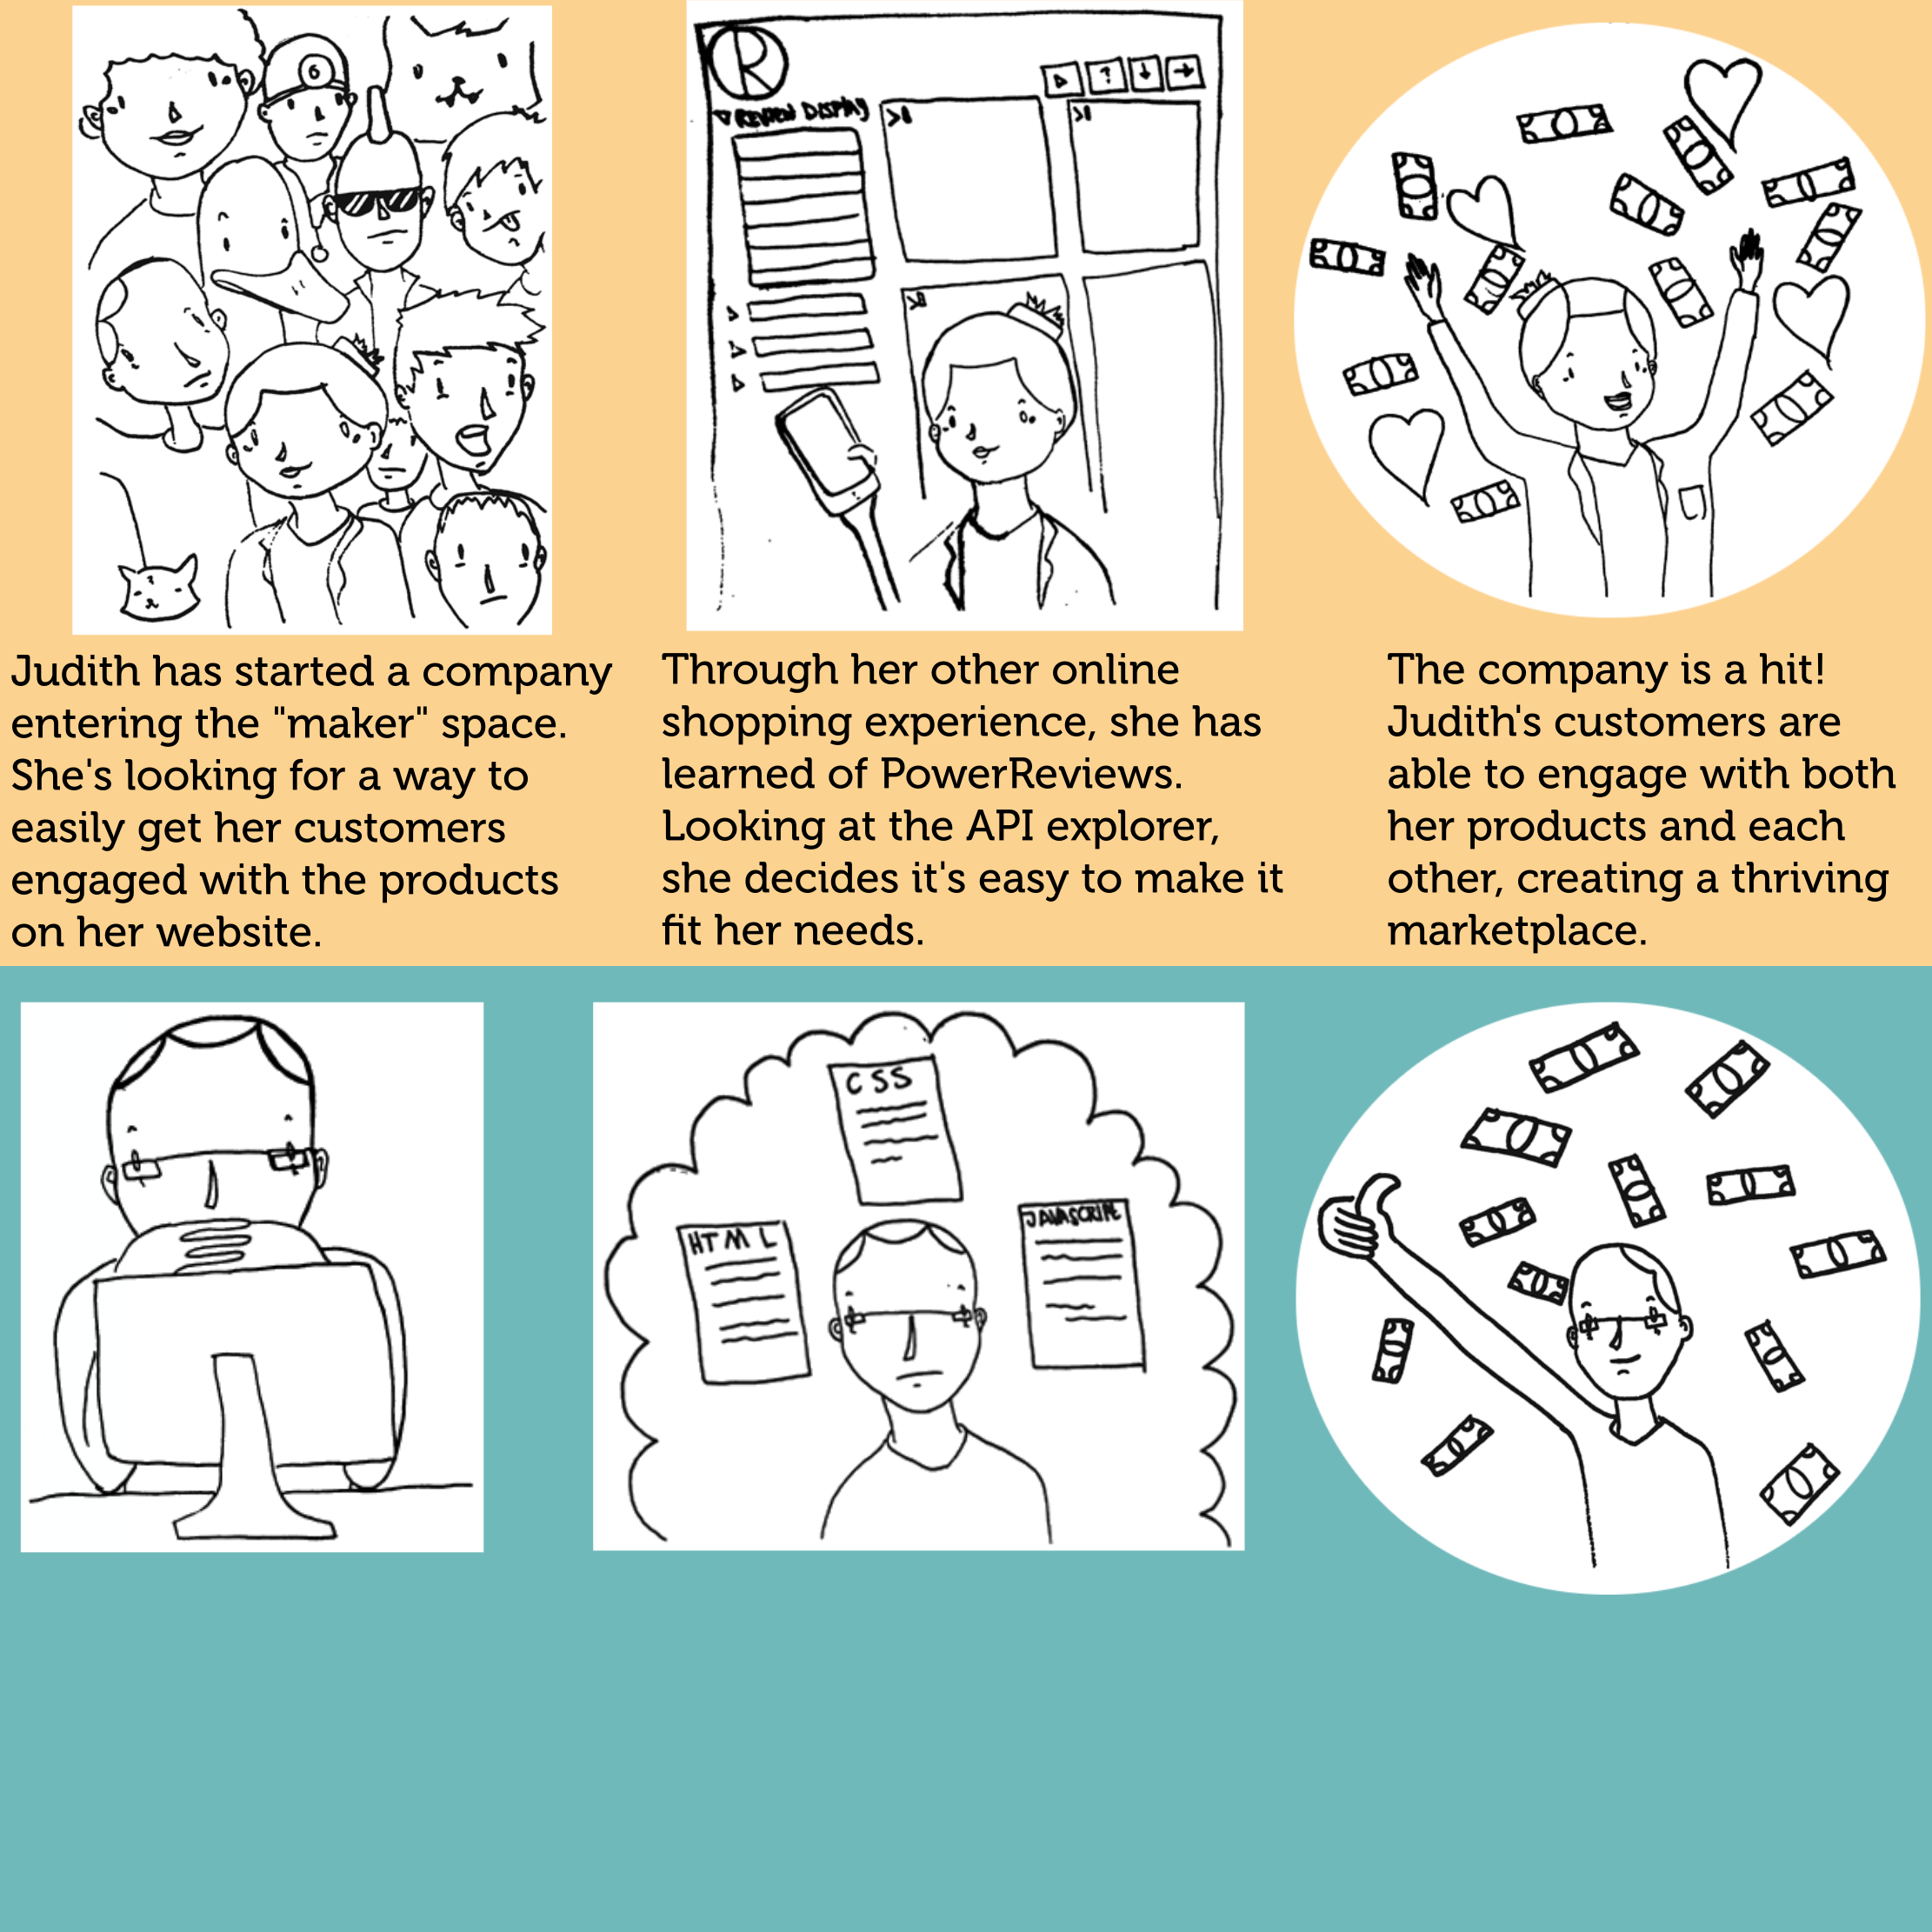 R
▽ REVIEW DISPLAY
?
6
Judith has started a company
entering the "maker" space.
She's looking for a way to
easily get her customers
engaged with the products
on her website.
Through her other online
shopping experience, she has
learned of PowerReviews.
Looking at the API explorer,
she decides it's easy to make it
fit her needs.
The company is a hit!
Judith's customers are
able to engage with both
her products and each
other, creating a thriving
marketplace.
CSS
HTML
JAVASCRIPT